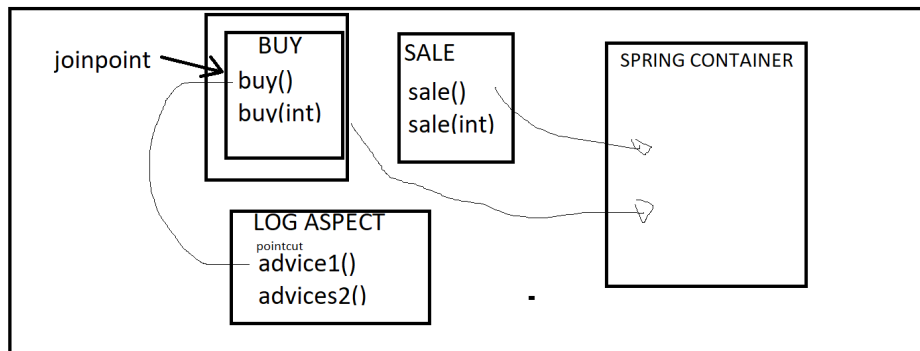 joinpoint
BUY
buy()
buy(int)
SALE
sale()
sale(int)
SPRING CONTAINER
LOG ASPECT
pointcut
advice1()
advices2()